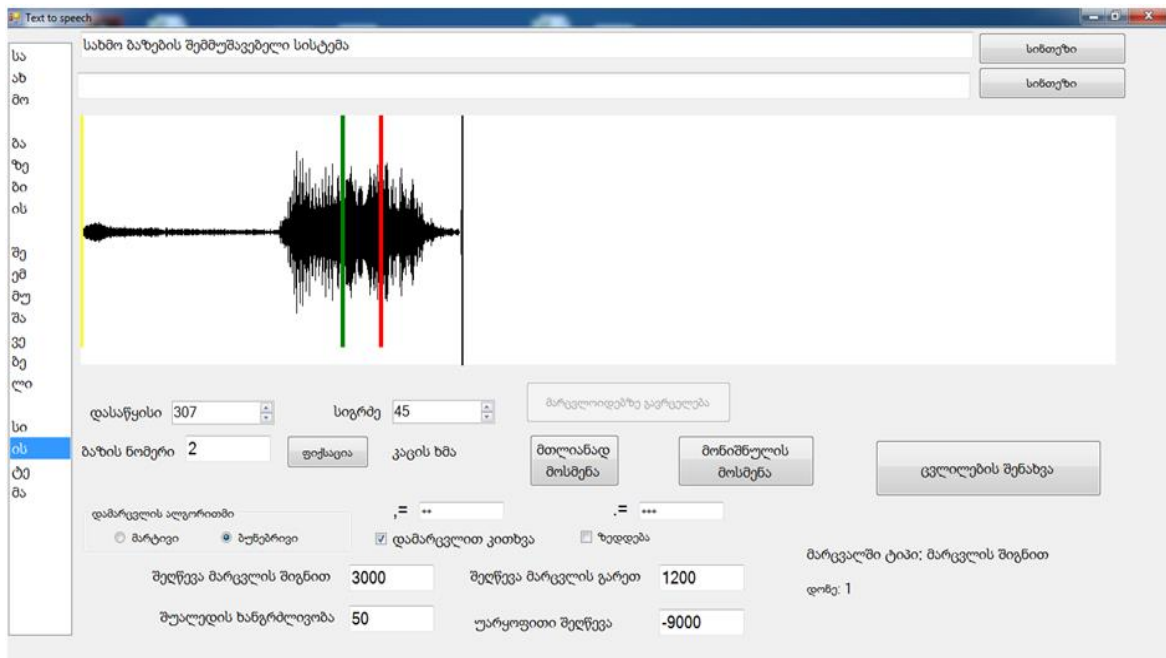 Text to speech
სახმო ბაზების შემმუშავებელი სისტემა
სინთეზი
სინთეზი
სა
ახ
მო
ბა
ზე
ბი
ის
შე
ემ
მუ
შა
ვე
ბე
ლი
სი
ის
ტე
მა
დასაწყისი 307
სიგრძე 45
მარცვლოიდებზე გავრცელება
ბაზის ნომერი 2
ფიქსაცია
კაცის ხმა
მთლიანად მოსმენა
მონიშნულის მოსმენა
ცვლილების შენახვა
,= --
.= ---
დამარცვლის ალგორითმი
მარტივი
ბუნებრივი
დამარცვლით კითხვა
ზედდება
მარცვალში ტიპი; მარცვლის შიგნით
დონე: 1
შეღწევა მარცვლის შიგნით 3000
შეღწევა მარცვლის გარეთ 1200
შუალედის ხანგრძლივობა 50
უარყოფითი შეღწევა -9000